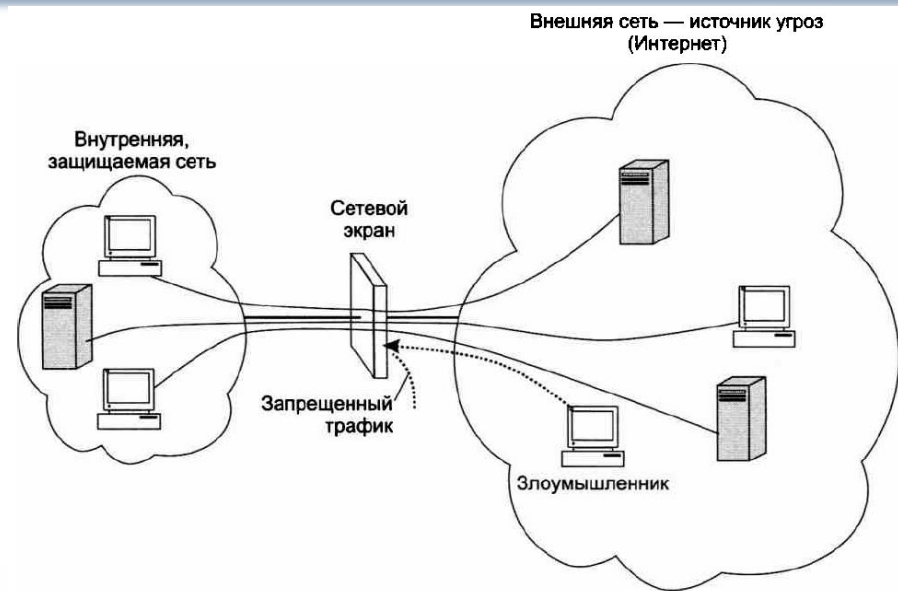 Внешняя сеть — источник угроз
(Интернет)
Внутренняя,
защищаемая сеть
Сетевой
экран
Запрещенный
трафик
Злоумышленник